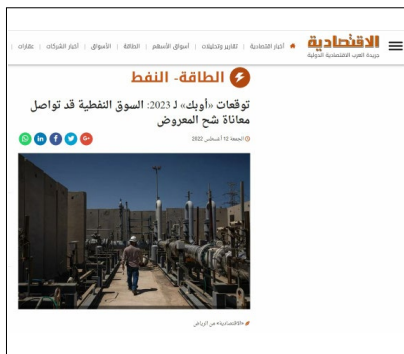 الاقتصادية
جريدة العرب الاقتصادية الدولية
أخبار اقتصادية | تقارير وتحليلات | أسواق الأسهم | الطاقة | الأسواق | أخبار الشركات | عقارات |
الطاقة- النفط
توقعات «أوبك» لـ 2023: السوق النفطية قد تواصل
معاناة شح المعروض
الجمعة 12 أغسطس 2022
«الاقتصادية» من الرياض